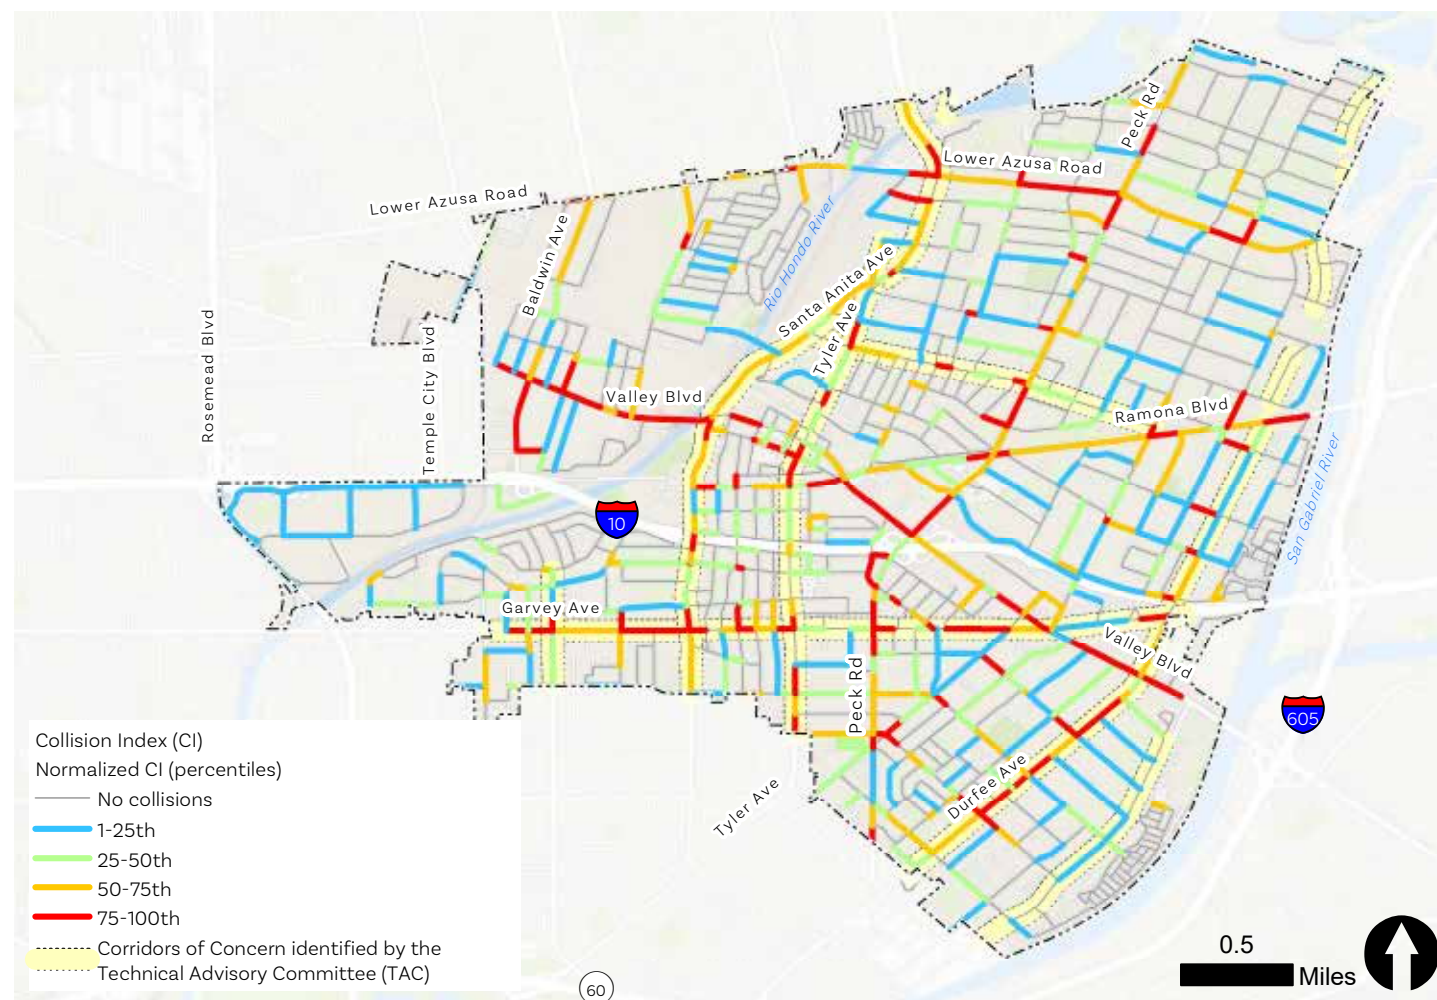 Peck Rd
Lower Azusa Road
Lower Azusa Road
Baldwin Ave
Rio Hondo River
Santa Anita Ave
Tyler Ave
Rosemead Blvd
Temple City Blvd
Valley Blvd
Ramona Blvd
San Gabriel River
10
Garvey Ave
Valley Blvd
Peck Rd
605
Durfee Ave
Tyler Ave
Collision Index (CI)
Normalized CI (percentiles)
No collisions
1-25th
25-50th
50-75th
75-100th
Corridors of Concern identified by the
Technical Advisory Committee (TAC)
60
0.5
Miles